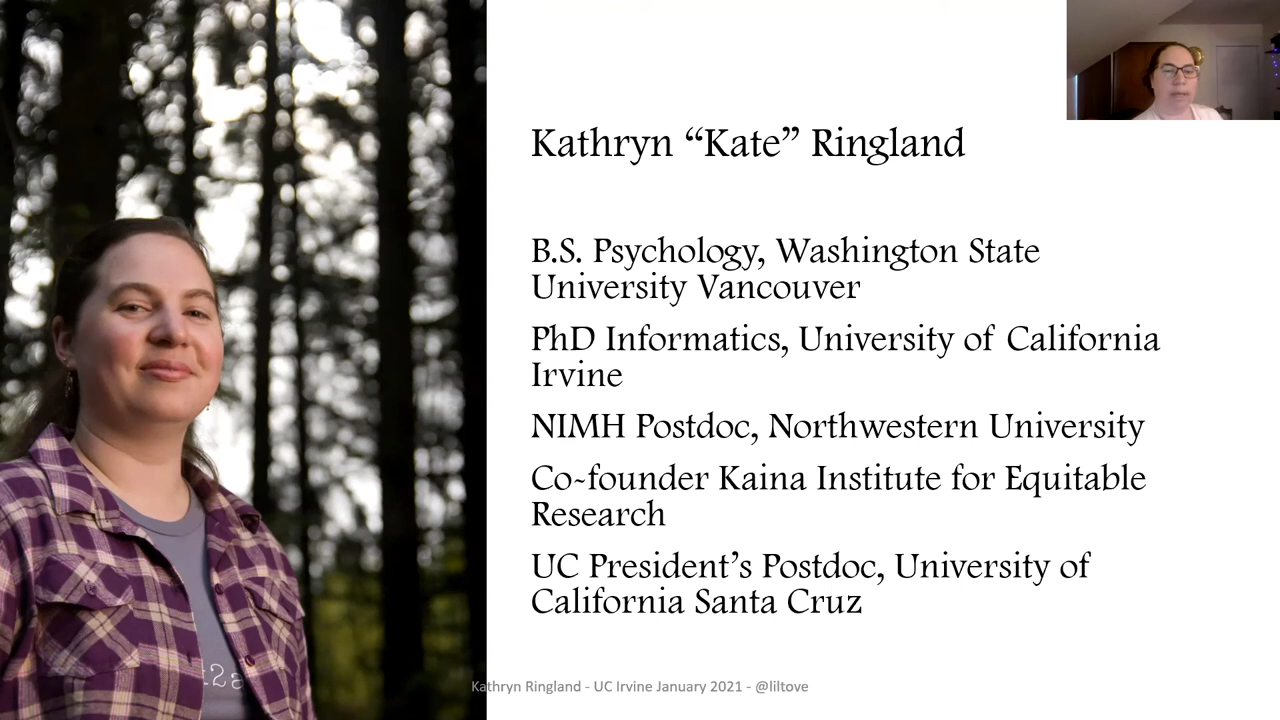 Kathryn “Kate” Ringland
B.S. Psychology, Washington State
University Vancouver
PhD Informatics, University of California
Irvine
NIMH Postdoc, Northwestern University
Co-founder Kaina Institute for Equitable
Research
UC President’s Postdoc, University of
California Santa Cruz
Kathryn Ringland - UC Irvine January 2021 - @liltove